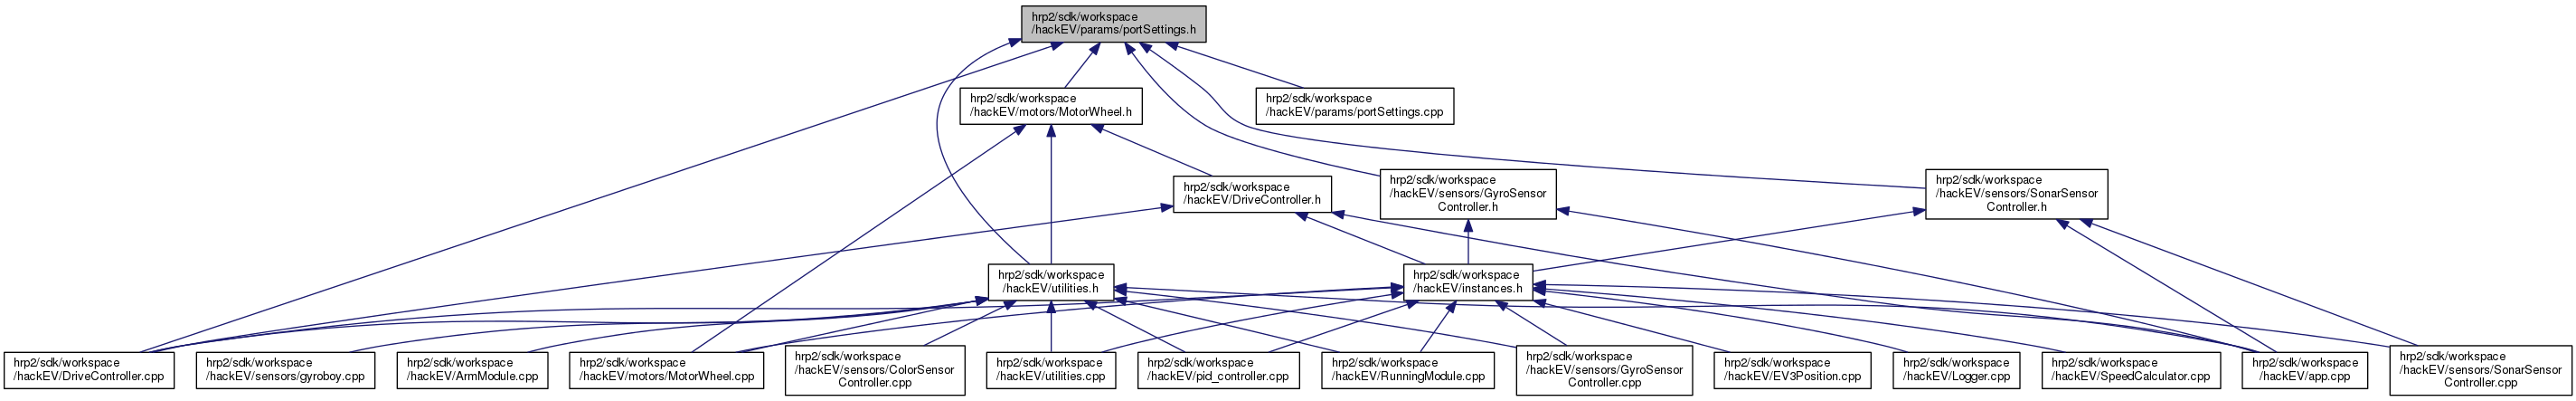 hrp2/sdk/workspace
/hackEV/params/portSettings.h
hrp2/sdk/workspace
/hackEV/motors/MotorWheel.h
hrp2/sdk/workspace
/hackEV/params/portSettings.cpp
hrp2/sdk/workspace
/hackEV/DriveController.h
hrp2/sdk/workspace
/hackEV/sensors/GyroSensor
Controller.h
hrp2/sdk/workspace
/hackEV/sensors/SonarSensor
Controller.h
hrp2/sdk/workspace
/hackEV/utilities.h
hrp2/sdk/workspace
/hackEV/instances.h
hrp2/sdk/workspace
/hackEV/DriveController.cpp
hrp2/sdk/workspace
/hackEV/sensors/gyroboy.cpp
hrp2/sdk/workspace
/hackEV/ArmModule.cpp
hrp2/sdk/workspace
/hackEV/motors/MotorWheel.cpp
hrp2/sdk/workspace
/hackEV/sensors/ColorSensor
Controller.cpp
hrp2/sdk/workspace
/hackEV/utilities.cpp
hrp2/sdk/workspace
/hackEV/pid_controller.cpp
hrp2/sdk/workspace
/hackEV/RunningModule.cpp
hrp2/sdk/workspace
/hackEV/sensors/GyroSensor
Controller.cpp
hrp2/sdk/workspace
/hackEV/EV3Position.cpp
hrp2/sdk/workspace
/hackEV/Logger.cpp
hrp2/sdk/workspace
/hackEV/SpeedCalculator.cpp
hrp2/sdk/workspace
/hackEV/app.cpp
hrp2/sdk/workspace
/hackEV/sensors/SonarSensor
Controller.cpp